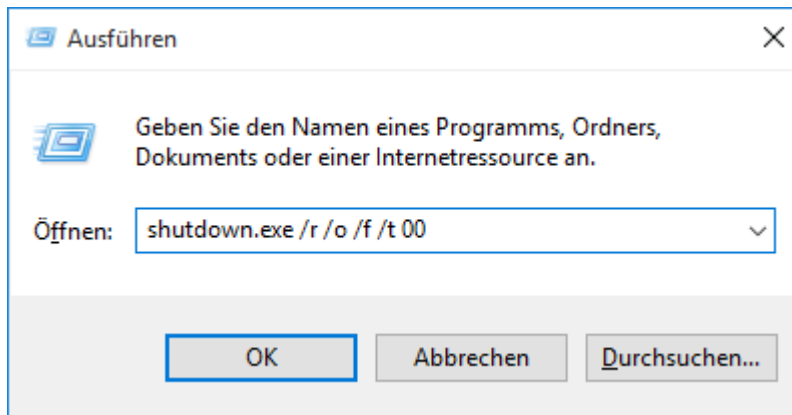 Ausführen
Geben Sie den Namen eines Programms, Ordners,
Dokuments oder einer Internetressource an.
Öffnen:
shutdown.exe /r /o /f /t 00
OK
Abbrechen
Durchsuchen...